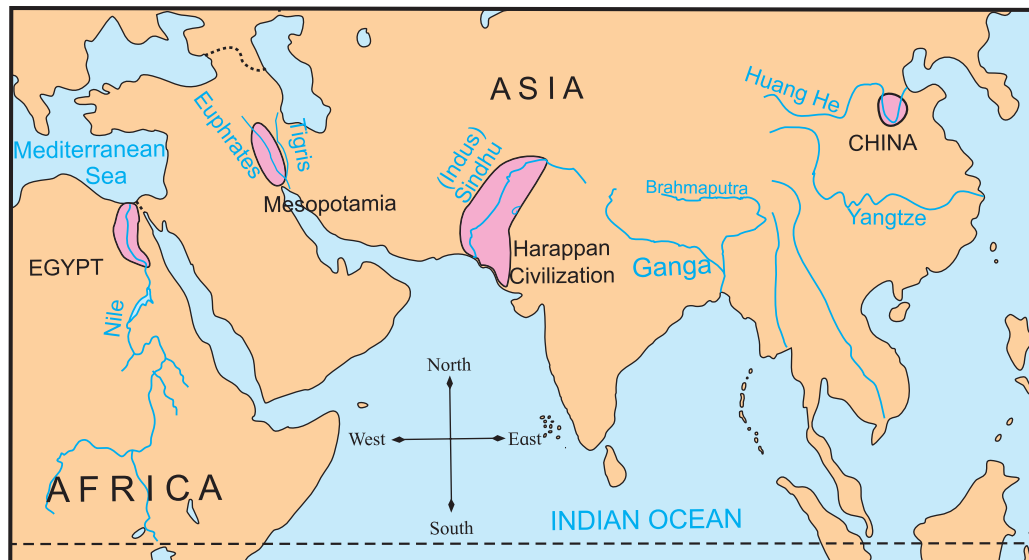 ASIA
Huang He
CHINA
Euphrates
Tigris
Mediterranean
Sea
(Indus)
Sindhu
Mesopotamia
Brahmaputra
Yangtze
EGYPT
Harappan
Civilization
Ganga
Nile
North
West
East
South
AFRICA
INDIAN OCEAN